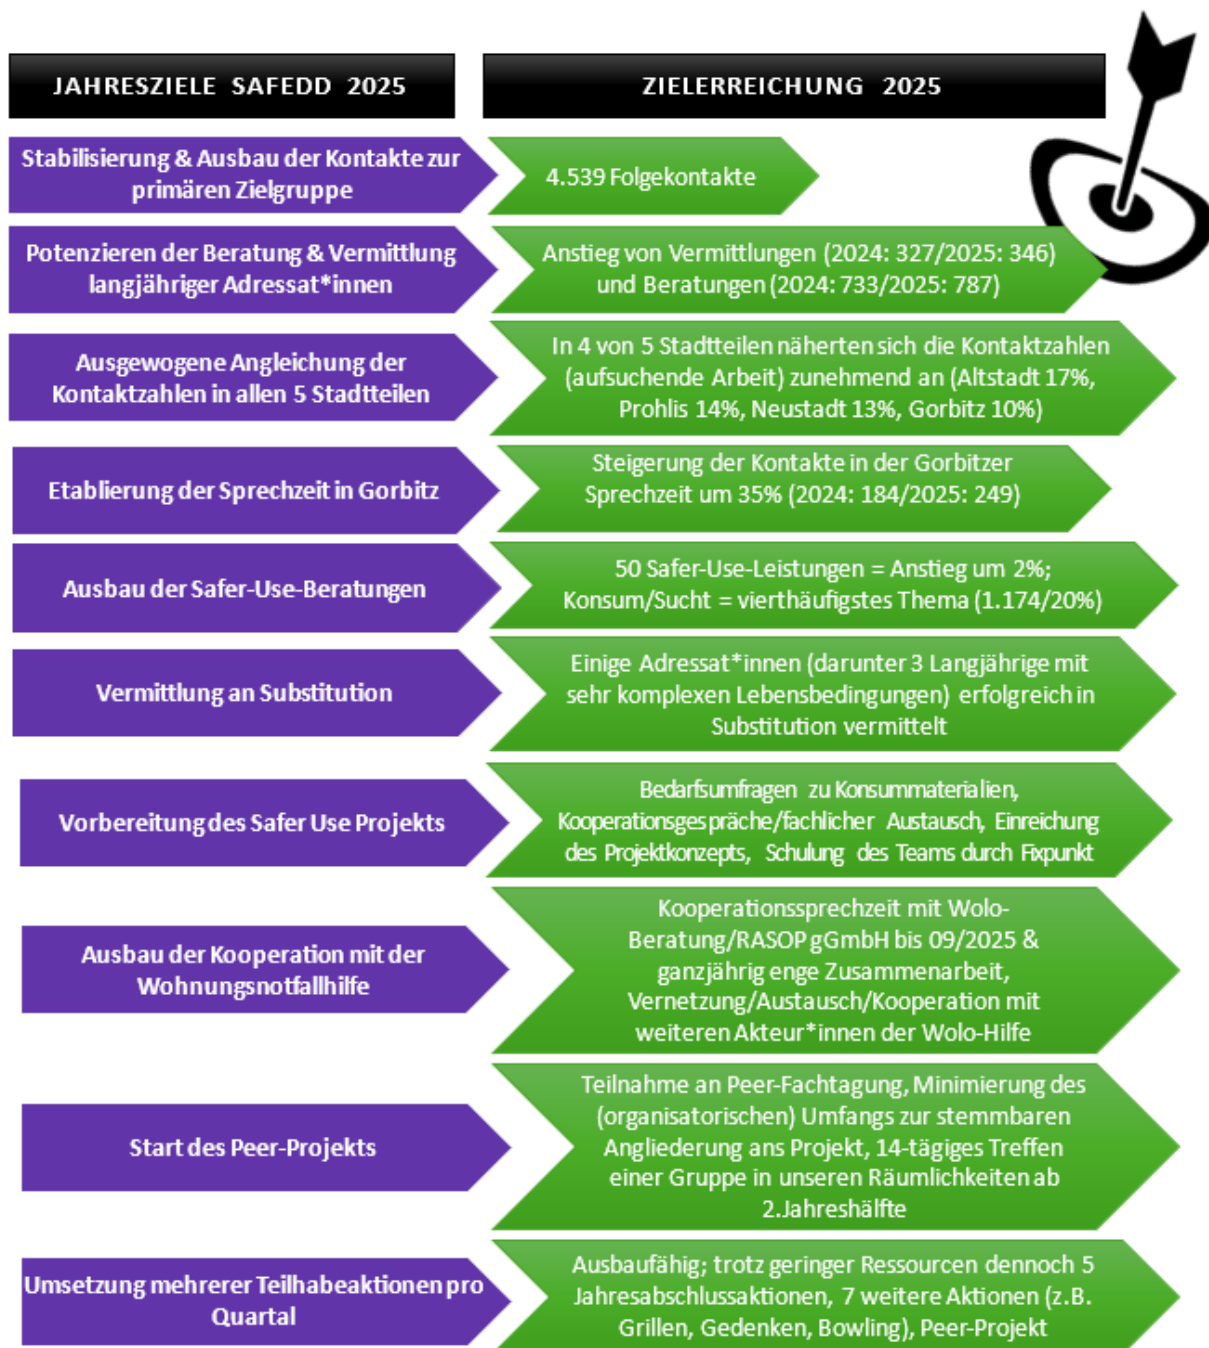 JAHRESZIELE SAFEDD 2025
ZIELERREICHUNG 2025
Stabilisierung & Ausbau der Kontakte zur
primären Zielgruppe
4.539 Folgekontakte
Potenzieren der Beratung & Vermittlung
langjähriger Adressat*innen
Anstieg von Vermittlungen (2024: 327/2025: 346)
und Beratungen (2024: 733/2025: 787)
Ausgewogene Angleichung der
Kontaktzahlen in allen 5 Stadtteilen
In 4 von 5 Stadtteilen näherten sich die Kontaktzahlen
(aufsuchende Arbeit) zunehmend an (Altstadt 17%,
Prohlis 14%, Neustadt 13%, Gorbitz 10%)
Etablierung der Sprechzeit in Gorbitz
Steigerung der Kontakte in der Gorbitzer
Sprechzeit um 35% (2024: 184/2025: 249)
Ausbau der Safer-Use-Beratungen
50 Safer-Use-Leistungen = Anstieg um 2%;
Konsum/Sucht = vierthäufigstes Thema (1.174/20%)
Vermittlung an Substitution
Einige Adressat*innen (darunter 3 Langjährige mit
sehr komplexen Lebensbedingungen) erfolgreich in
Substitution vermittelt
Vorbereitung des Safer Use Projekts
Bedarfsumfragen zu Konsummaterialien,
Kooperationsgespräche/fachlicher Austausch, Einreichung
des Projektkonzepts, Schulung des Teams durch Fixpunkt
Ausbau der Kooperation mit der
Wohnungsnotfallhilfe
Kooperationssprechzeit mit Wolo-
Beratung/RASOP gGmbH bis 09/2025 &
ganzjährig enge Zusammenarbeit,
Vernetzung/Austausch/Kooperation mit
weiteren Akteur*innen der Wolo-Hilfe
Start des Peer-Projekts
Teilnahme an Peer-Fachtagung, Minimierung des
(organisatorischen) Umfangs zur stemmbaren
Angliederung ans Projekt, 14-tägiges Treffen
einer Gruppe in unseren Räumlichkeiten ab
2.Jahreshälfte
Umsetzung mehrerer Teilhabeaktionen pro
Quartal
Ausbaufähig; trotz geringer Ressourcen dennoch 5
Jahresabschlussaktionen, 7 weitere Aktionen (z.B.
Grillen, Gedenken, Bowling), Peer-Projekt